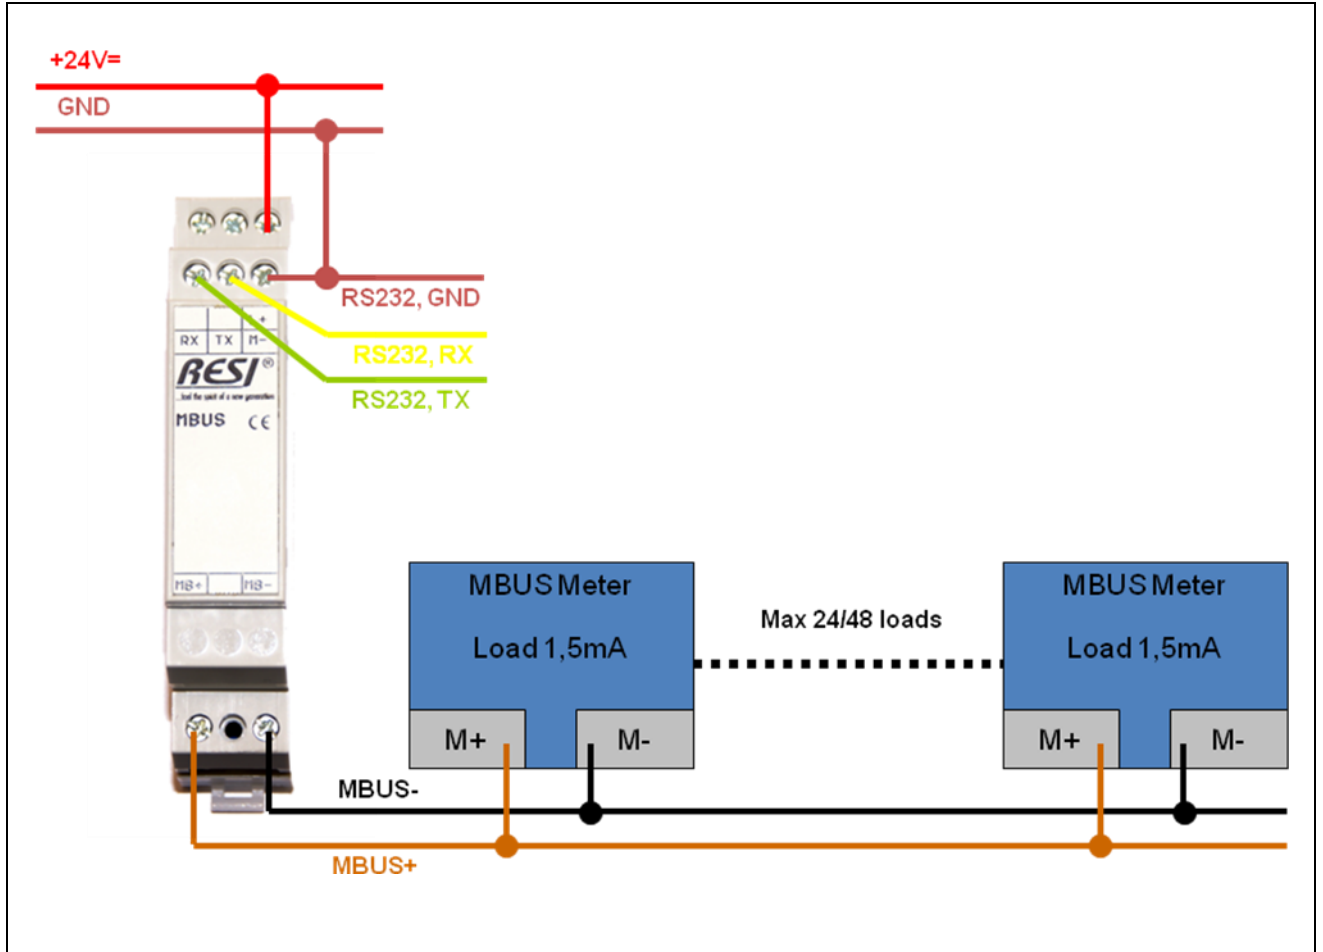 +24V=
GND
RS232, GND
RS232, RX
RS232, TX
RX TX M-
RESI®
MBUS CE
MB+ MB-
MBUS Meter
Load 1,5mA
M+ M-
Max 24/48 loads
MBUS Meter
Load 1,5mA
M+ M-
MBUS-
MBUS+